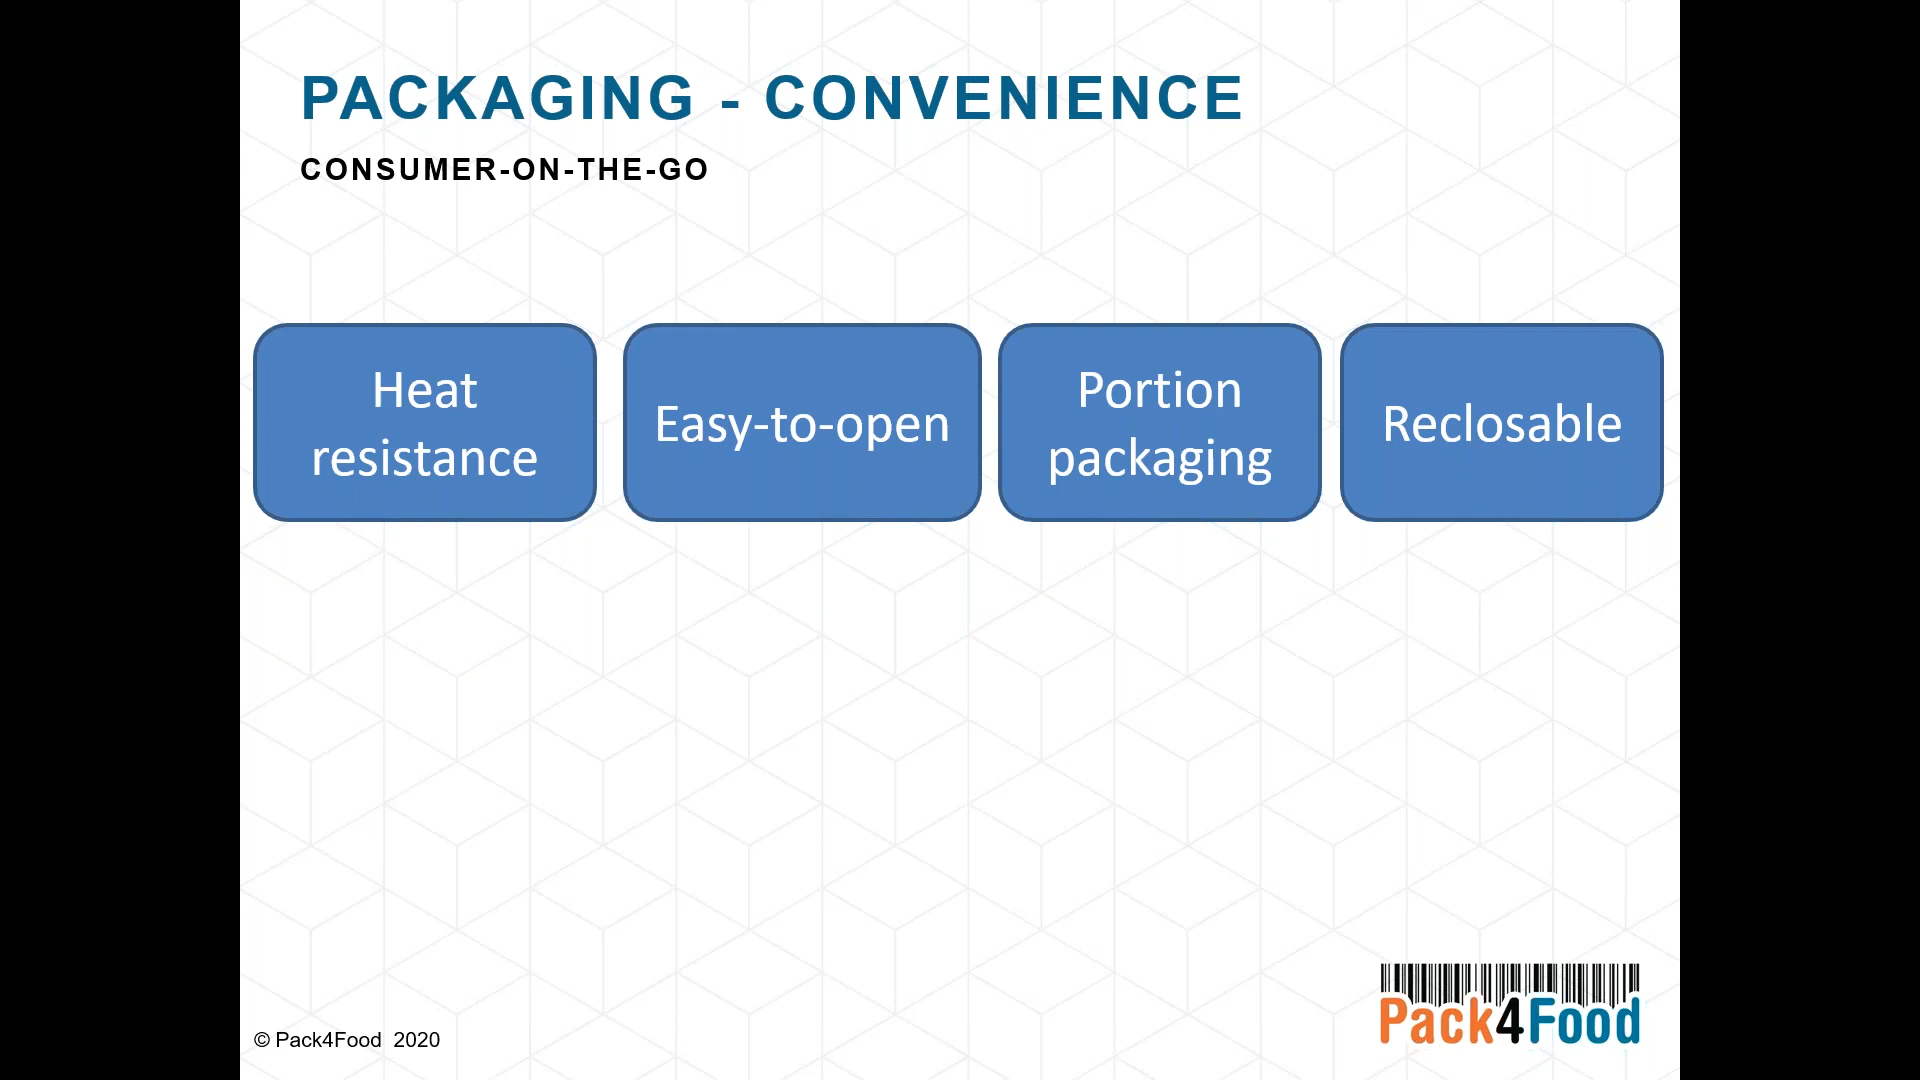 PACKAGING - CONVENIENCE
CONSUMER-ON-THE-GO
Heat
resistance
Easy-to-open
Portion
packaging
Reclosable
© Pack4Food 2020
Pack4Food